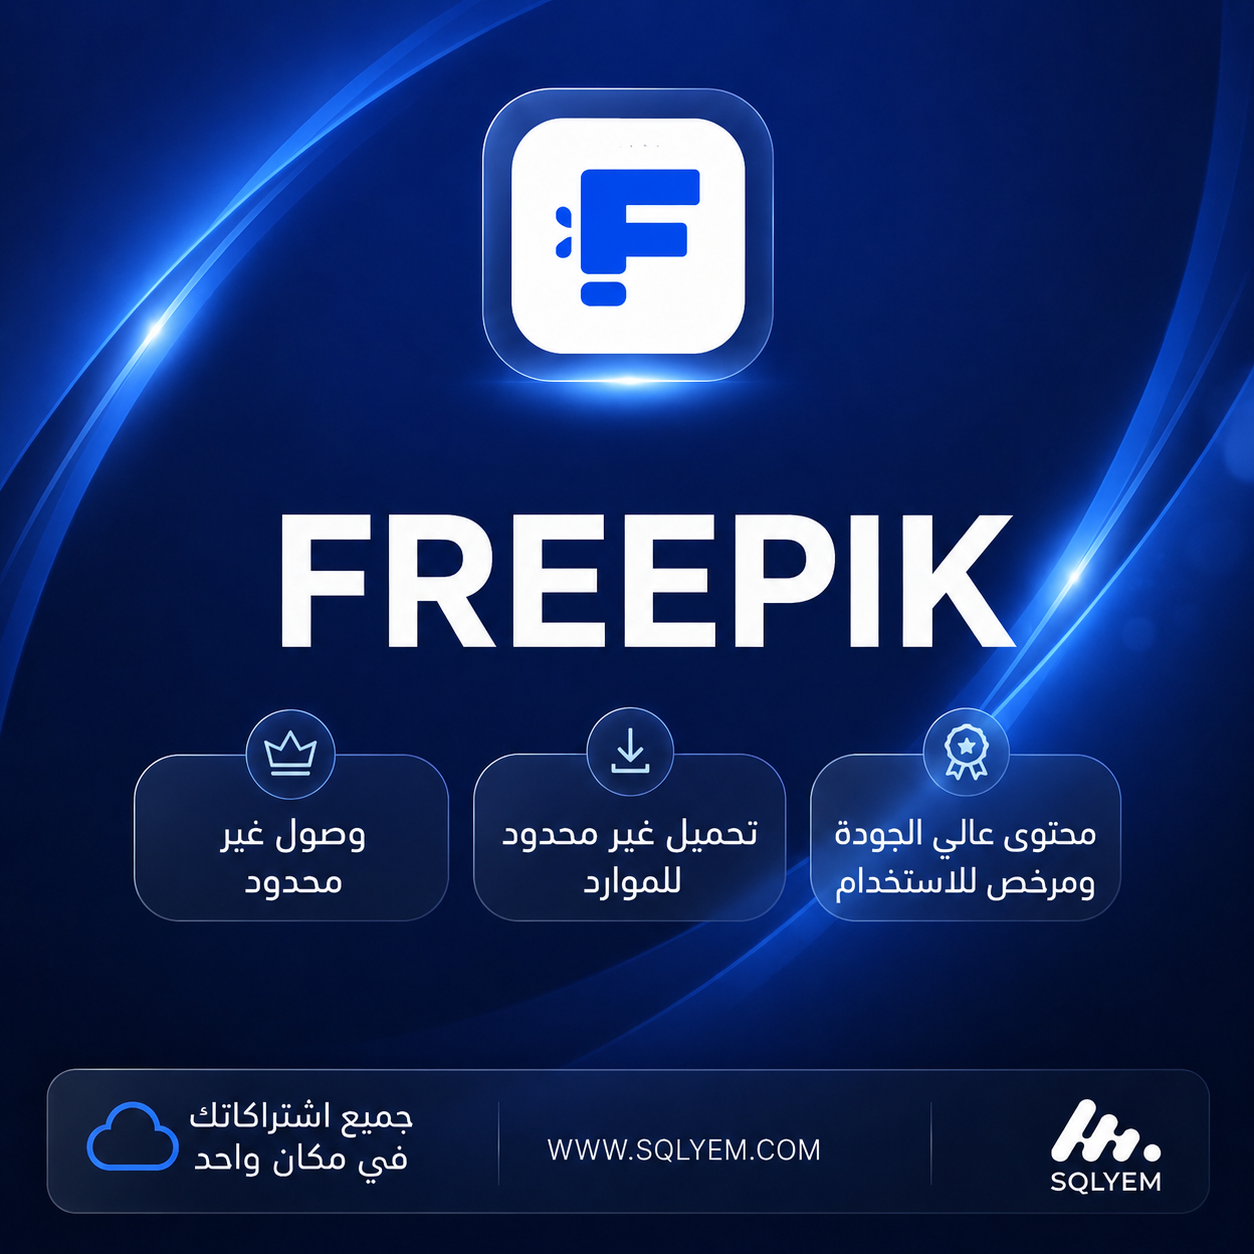 FREEPIK
محتوى عالي الجودة
ومرخص للاستخدام
تحميل غير محدود
للموارد
وصول غير
محدود
جميع اشتراكاتك
في مكان واحد
WWW.SQLYEM.COM
SQLYEM